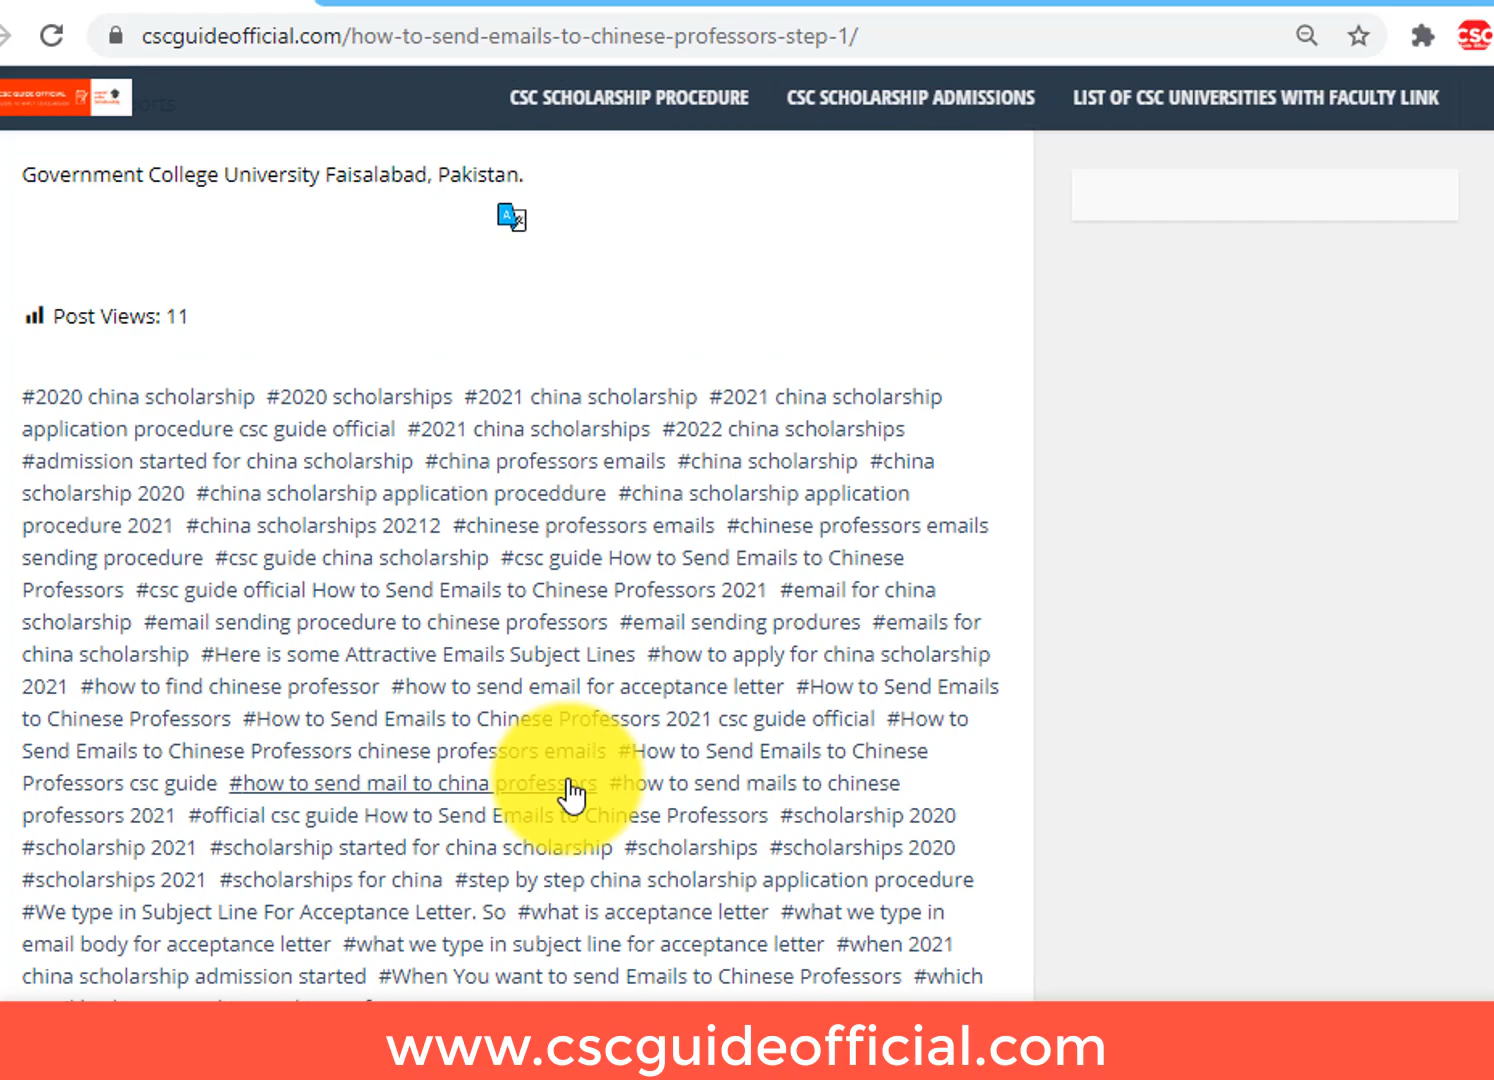 cscguideofficial.com/how-to-send-emails-to-chinese-professors-step-1/
CSC
CSC GUIDE OFFICIAL
CSC SCHOLARSHIP PROCEDURE CSC SCHOLARSHIP ADMISSIONS LIST OF CSC UNIVERSITIES WITH FACULTY LINK
Government College University Faisalabad, Pakistan.
Post Views: 11
#2020 china scholarship #2020 scholarships #2021 china scholarship #2021 china scholarship
application procedure csc guide official #2021 china scholarships #2022 china scholarships
#admission started for china scholarship #china professors emails #china scholarship #china
scholarship 2020 #china scholarship application proceddure #china scholarship application
procedure 2021 #china scholarships 20212 #chinese professors emails #chinese professors emails
sending procedure #csc guide china scholarship #csc guide How to Send Emails to Chinese
Professors #csc guide official How to Send Emails to Chinese Professors 2021 #email for china
scholarship #email sending procedure to chinese professors #email sending produres #emails for
china scholarship #Here is some Attractive Emails Subject Lines #how to apply for china scholarship
2021 #how to find chinese professor #how to send email for acceptance letter #How to Send Emails
to Chinese Professors #How to Send Emails to Chinese Professors 2021 csc guide official #How to
Send Emails to Chinese Professors chinese professors emails #How to Send Emails to Chinese
Professors csc guide #how to send mail to china professors #how to send mails to chinese
professors 2021 #official csc guide How to Send Emails to Chinese Professors #scholarship 2020
#scholarship 2021 #scholarship started for china scholarship #scholarships #scholarships 2020
#scholarships 2021 #scholarships for china #step by step china scholarship application procedure
#We type in Subject Line For Acceptance Letter. So #what is acceptance letter #what we type in
email body for acceptance letter #what we type in subject line for acceptance letter #when 2021
china scholarship admission started #When You want to send Emails to Chinese Professors #which
www.cscguideofficial.com